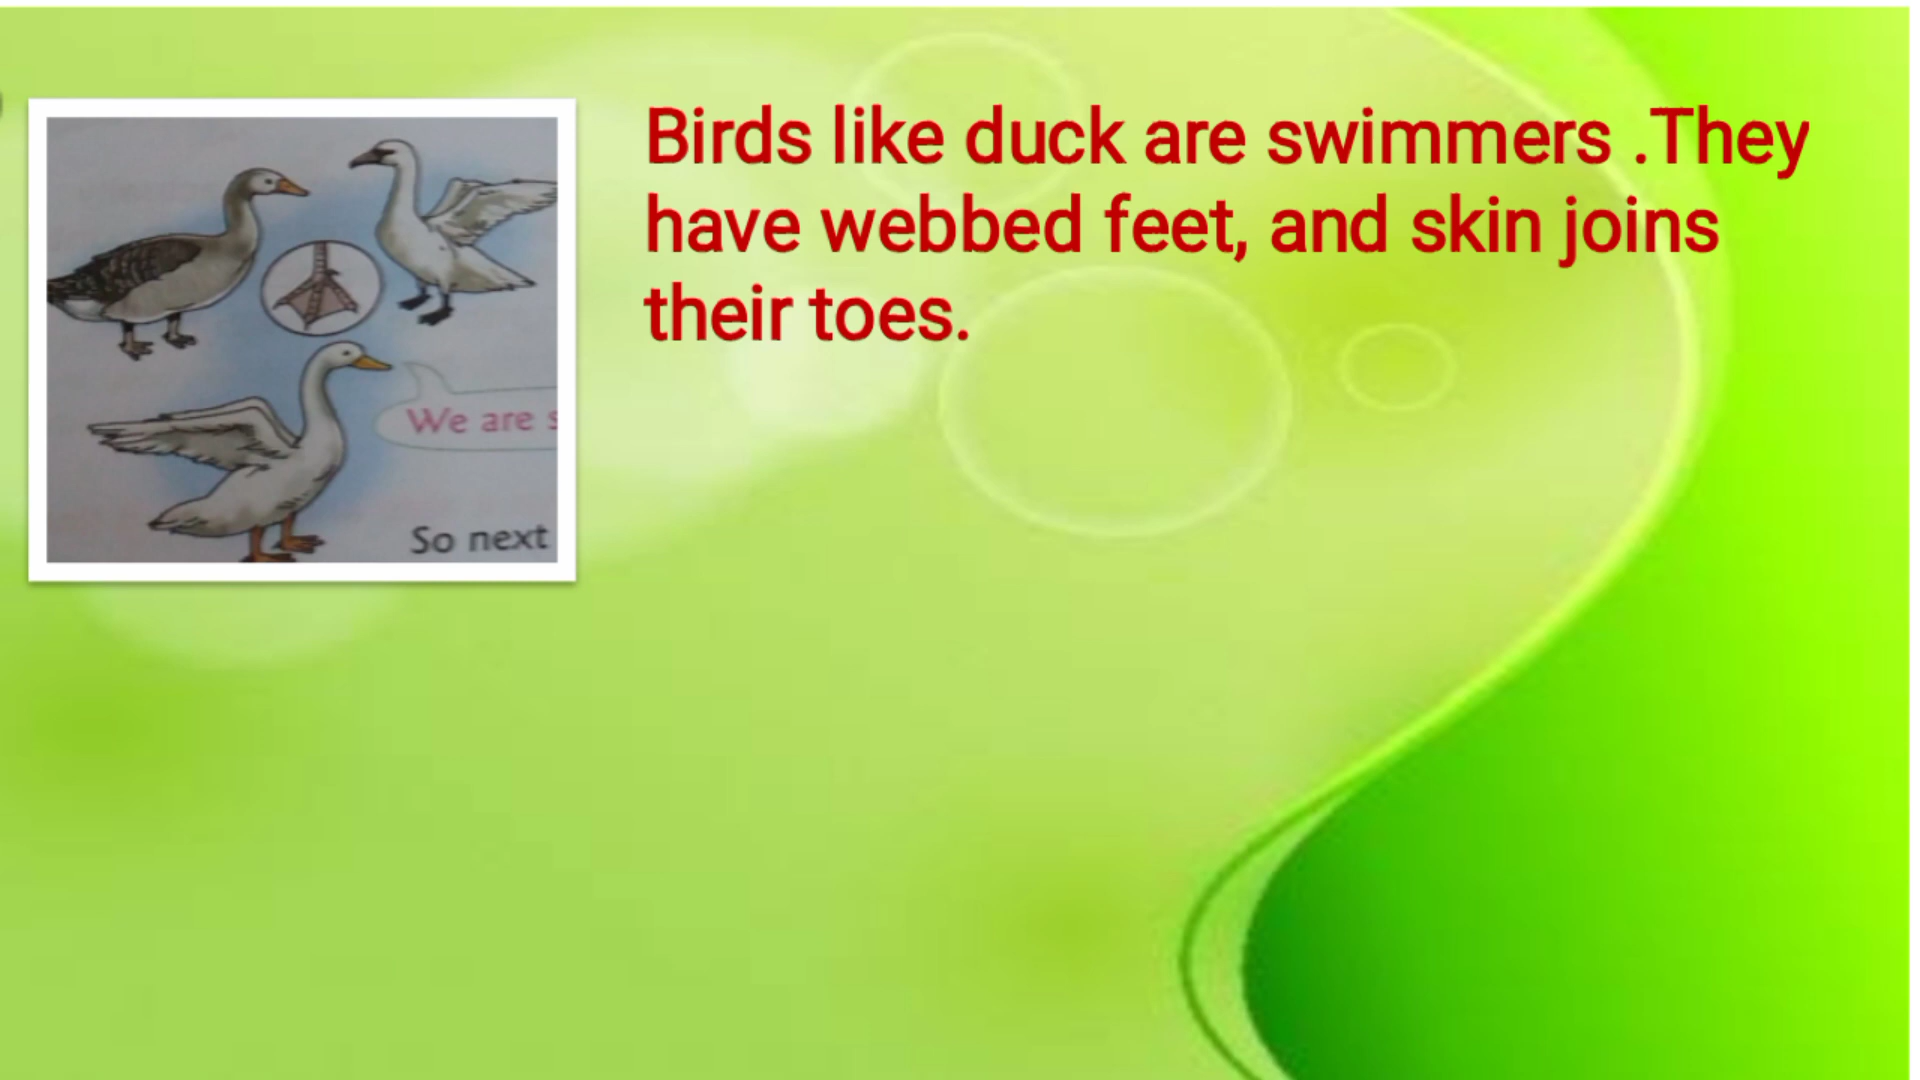 Birds like duck are swimmers .They
have webbed feet, and skin joins
their toes.
We are
So next